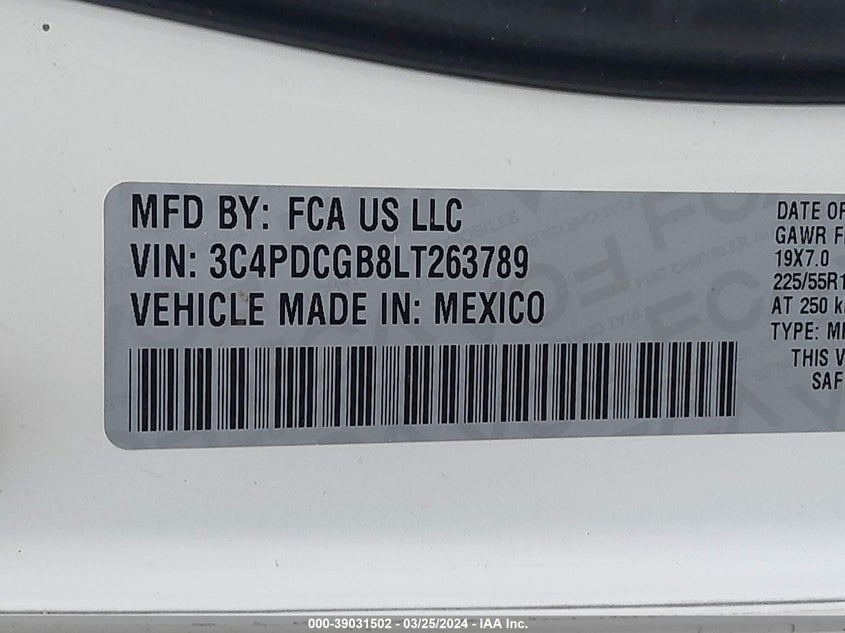 MFD BY: FCA US LLC
VIN: 3C4PDCGB8LT263789
VEHICLE MADE IN: MEXICO
DATE OF
GAWR F
19X7.0
225/55R1
AT 250 k
TYPE: M
THIS V
SAF
000-39031502 - 03/25/2024 - IAA Inc.